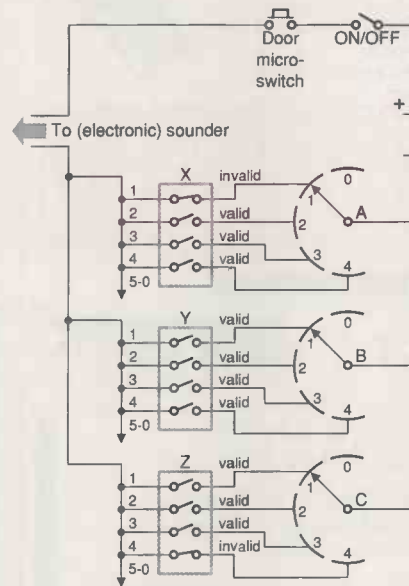 Door
micro-
switch
ON/OFF
+
To (electronic) sounder
X
1 invalid
2 valid
3 valid
4 valid
5-0
0
1
2
3
4
A
Y
1 valid
2 valid
3 valid
4 valid
5-0
0
1
2
3
4
B
Z
1 valid
2 valid
3 valid
4 invalid
5-0
0
1
2
3
4
C